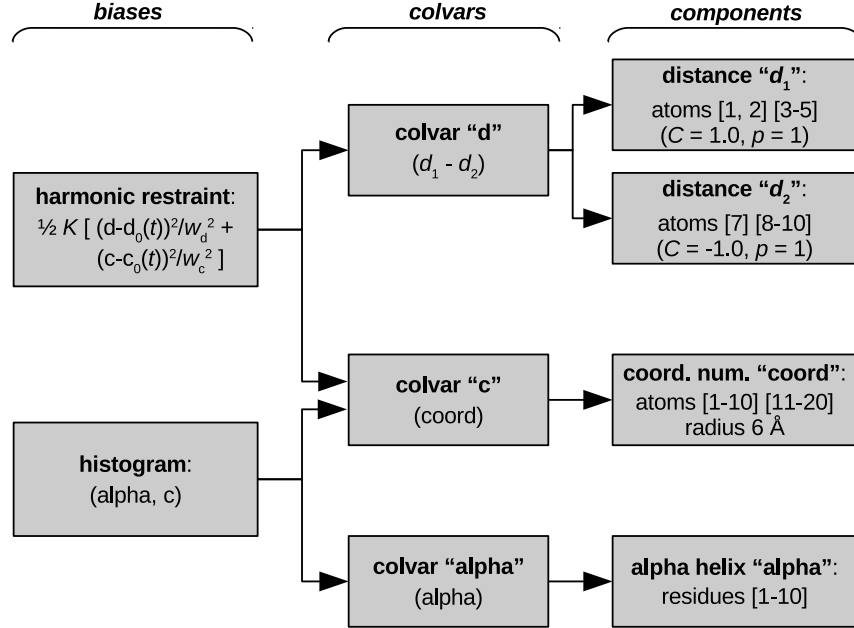 biases
colvars
components
harmonic restraint:
½ K [ (d-d₀(t))²/w_d² +
(c-c₀(t))²/w_c² ]
histogram:
(alpha, c)
colvar “d”
(d₁ - d₂)
colvar “c”
(coord)
colvar “alpha”
(alpha)
distance “d₁”:
atoms [1, 2] [3-5]
(C = 1.0, p = 1)
distance “d₂”:
atoms [7] [8-10]
(C = -1.0, p = 1)
coord. num. “coord”:
atoms [1-10] [11-20]
radius 6 Å
alpha helix “alpha”:
residues [1-10]